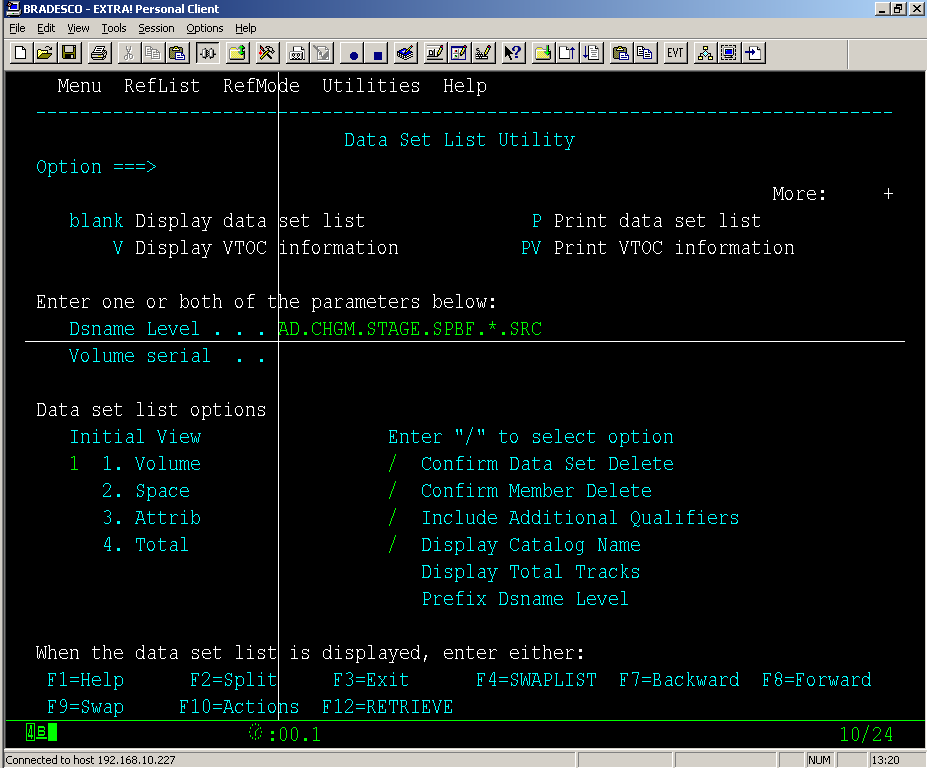 BRADESCO - EXTRA! Personal Client
File Edit View Tools Session Options Help
EVT
Menu RefList RefMode Utilities Help
--------------------------------------------------------------------------------
Data Set List Utility
Option ===>
More: +
blank Display data set list P Print data set list
V Display VTOC information PV Print VTOC information
Enter one or both of the parameters below:
Dsname Level . . . AD.CHGM.STAGE.SPBF.*.SRC
Volume serial . .
Data set list options
Initial View Enter "/" to select option
1 1. Volume / Confirm Data Set Delete
2. Space / Confirm Member Delete
3. Attrib / Include Additional Qualifiers
4. Total / Display Catalog Name
Display Total Tracks
Prefix Dsname Level
When the data set list is displayed, enter either:
F1=Help F2=Split F3=Exit F4=SWAPLIST F7=Backward F8=Forward
F9=Swap F10=Actions F12=RETRIEVE
4B :00.1 10/24
Connected to host 192.168.10.227 NUM 13:20